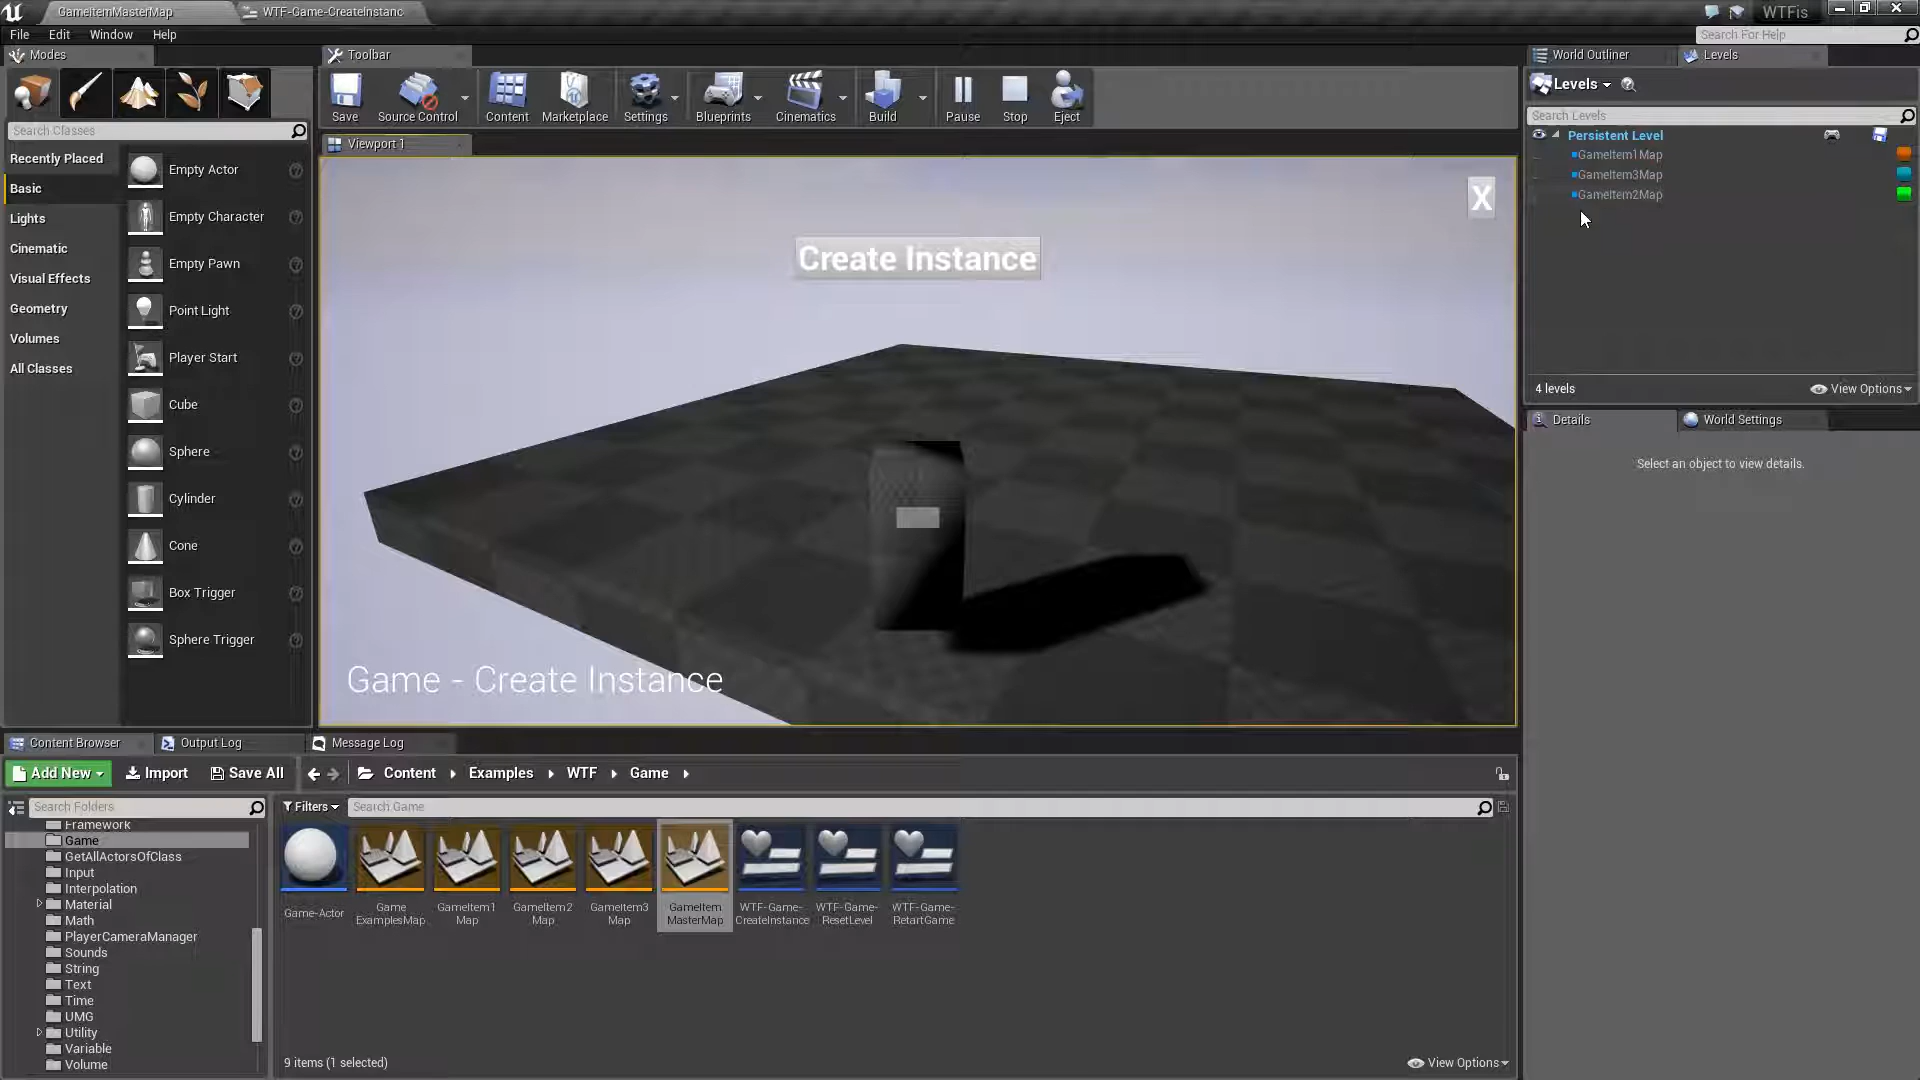 GameItemMasterMap
WTF-Game-CreateInstanc
WTFis
File Edit Window Help
Search For Help
Modes
Toolbar
World Outliner
Levels
Save
Source Control
Content
Marketplace
Settings
Blueprints
Cinematics
Build
Pause
Stop
Eject
Levels
Search Levels
Search Classes
Viewport 1
Persistent Level
GameItem1Map
GameItem3Map
GameItem2Map
4 levels
View Options
Details
World Settings
Select an object to view details.
Recently Placed
Basic
Lights
Cinematic
Visual Effects
Geometry
Volumes
All Classes
Empty Actor
Empty Character
Empty Pawn
Point Light
Player Start
Cube
Sphere
Cylinder
Cone
Box Trigger
Sphere Trigger
X
Create Instance
Game - Create Instance
Content Browser
Output Log
Message Log
Add New
Import
Save All
Content
Examples
WTF
Game
Search Folders
Filters
Search Game
Framework
Game
GetAllActorsOfClass
Input
Interpolation
Material
Math
PlayerCameraManager
Sounds
String
Text
Time
UMG
Utility
Variable
Volume
Game-Actor
Game
ExamplesMap
GameItem1
Map
GameItem2
Map
GameItem3
Map
GameItem
MasterMap
WTF-Game-
CreateInstance
WTF-Game-
ResetLevel
WTF-Game-
RetartGame
9 items (1 selected)
View Options